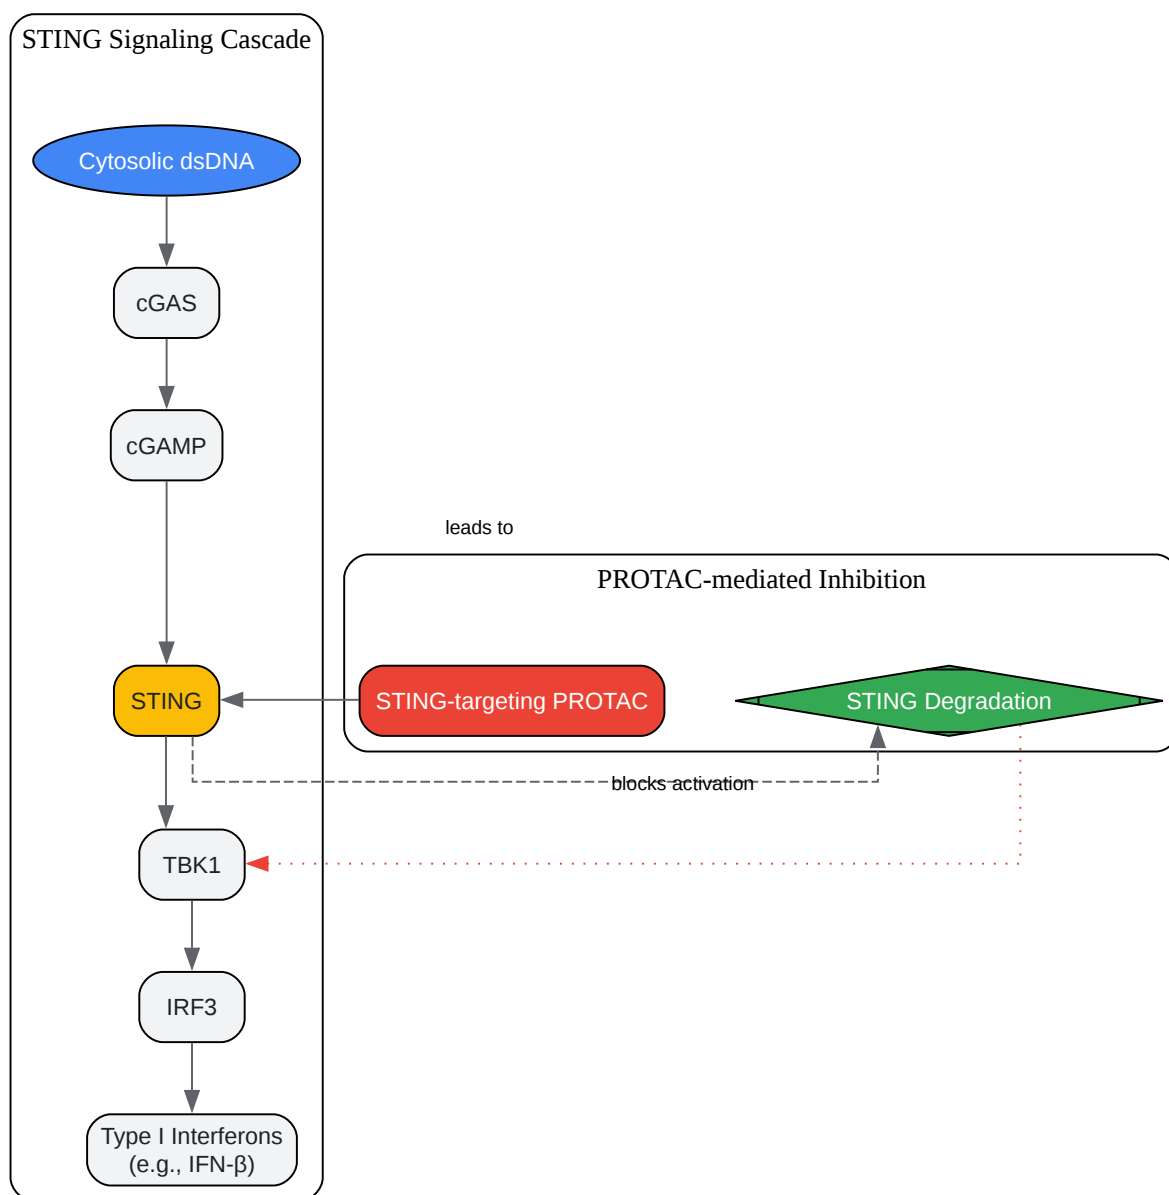 STING Signaling Cascade
Cytosolic dsDNA
cGAS
cGAMP
leads to
PROTAC-mediated Inhibition
STING
STING-targeting PROTAC
STING Degradation
blocks activation
TBK1
IRF3
Type I Interferons
(e.g., IFN-β)